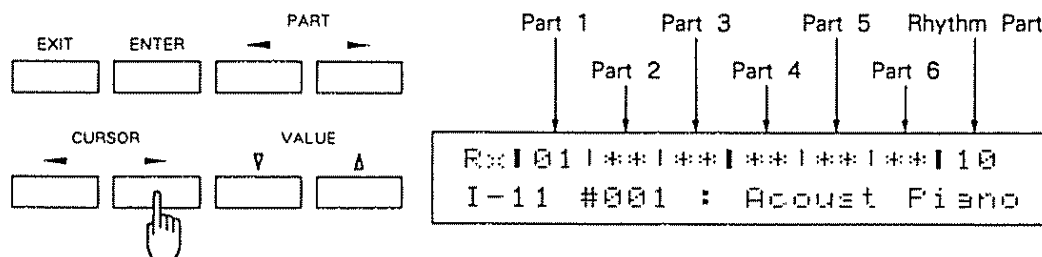 PART
EXIT ENTER ◄ ►
CURSOR VALUE
◄ ► ▽ △
Part 1 Part 3 Part 5 Rhythm Part
Part 2 Part 4 Part 6
Rx|01|**|**|**|**|**|10
I-11 #001 : Acoust Piano